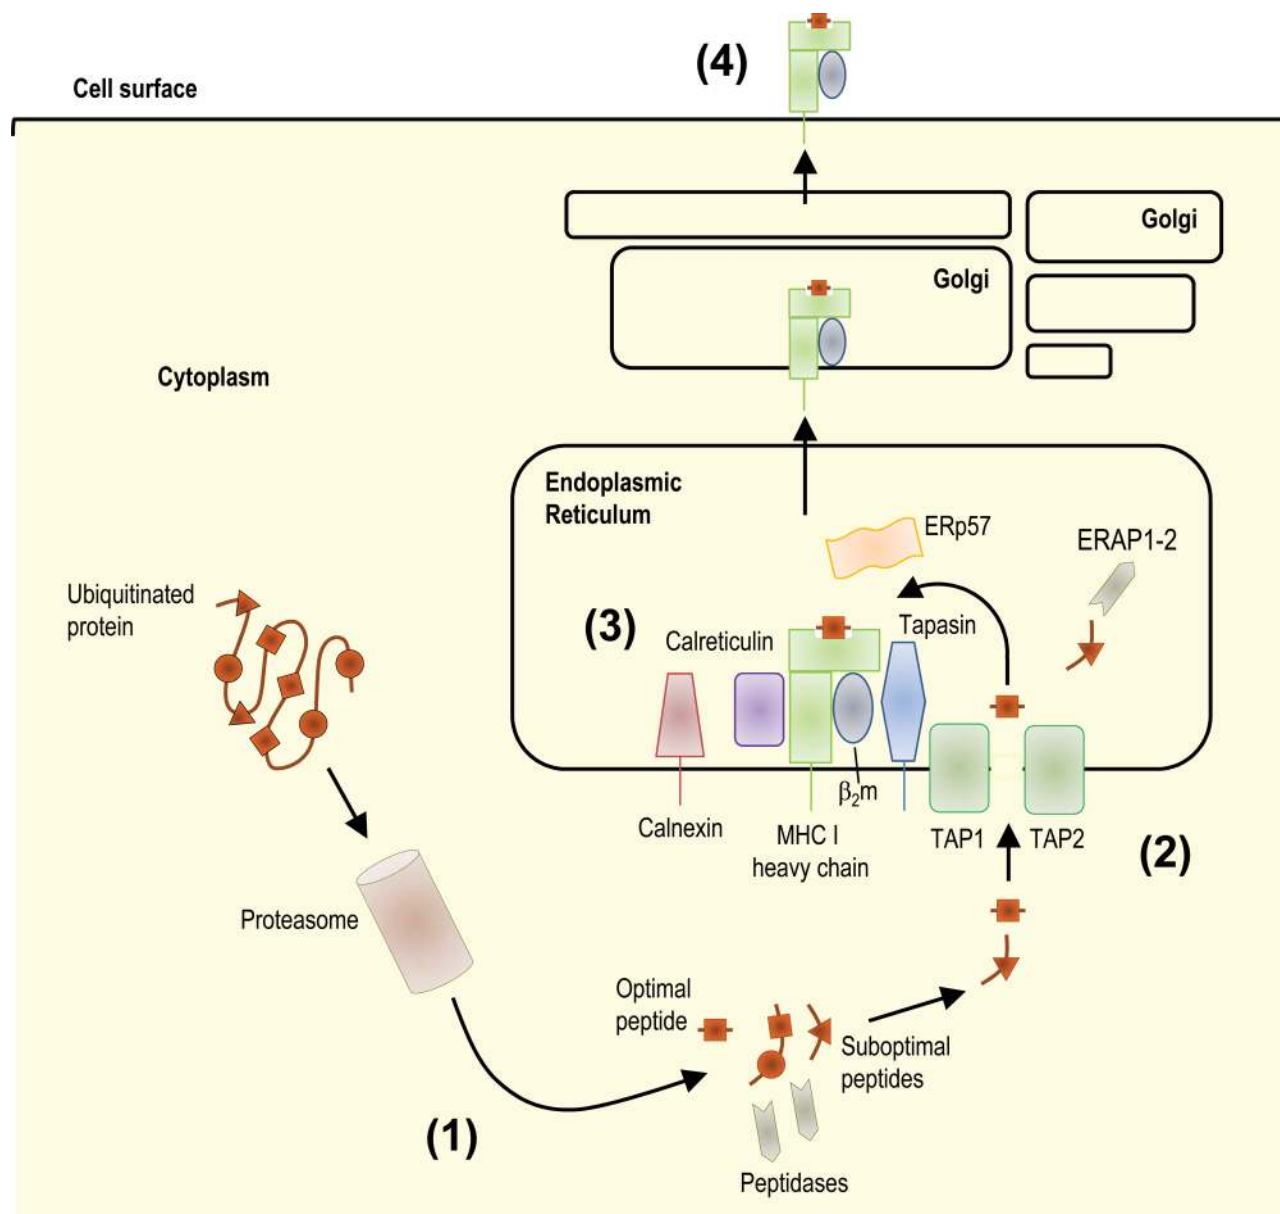 (4)
Cell surface
Golgi
Golgi
Cytoplasm
Endoplasmic
Reticulum
ERp57
ERAP1-2
Ubiquitinated
protein
(3)
Calreticulin
Tapasin
β₂m
Calnexin
MHC I
heavy chain
TAP1
TAP2
(2)
Proteasome
Optimal
peptide
Suboptimal
peptides
(1)
Peptidases